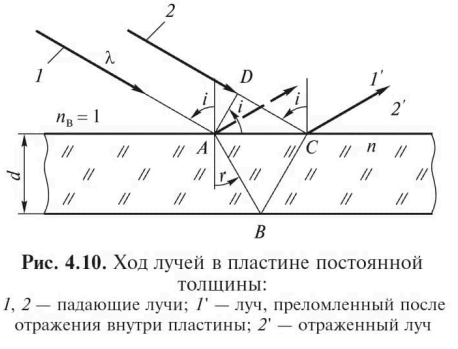 2
1
λ
D
1'
2'
i
i
i
nв = 1
A
C
n
d
r
B
Рис. 4.10. Ход лучей в пластине постоянной
толщины:
1, 2 — падающие лучи; 1' — луч, преломленный после
отражения внутри пластины; 2' — отраженный луч